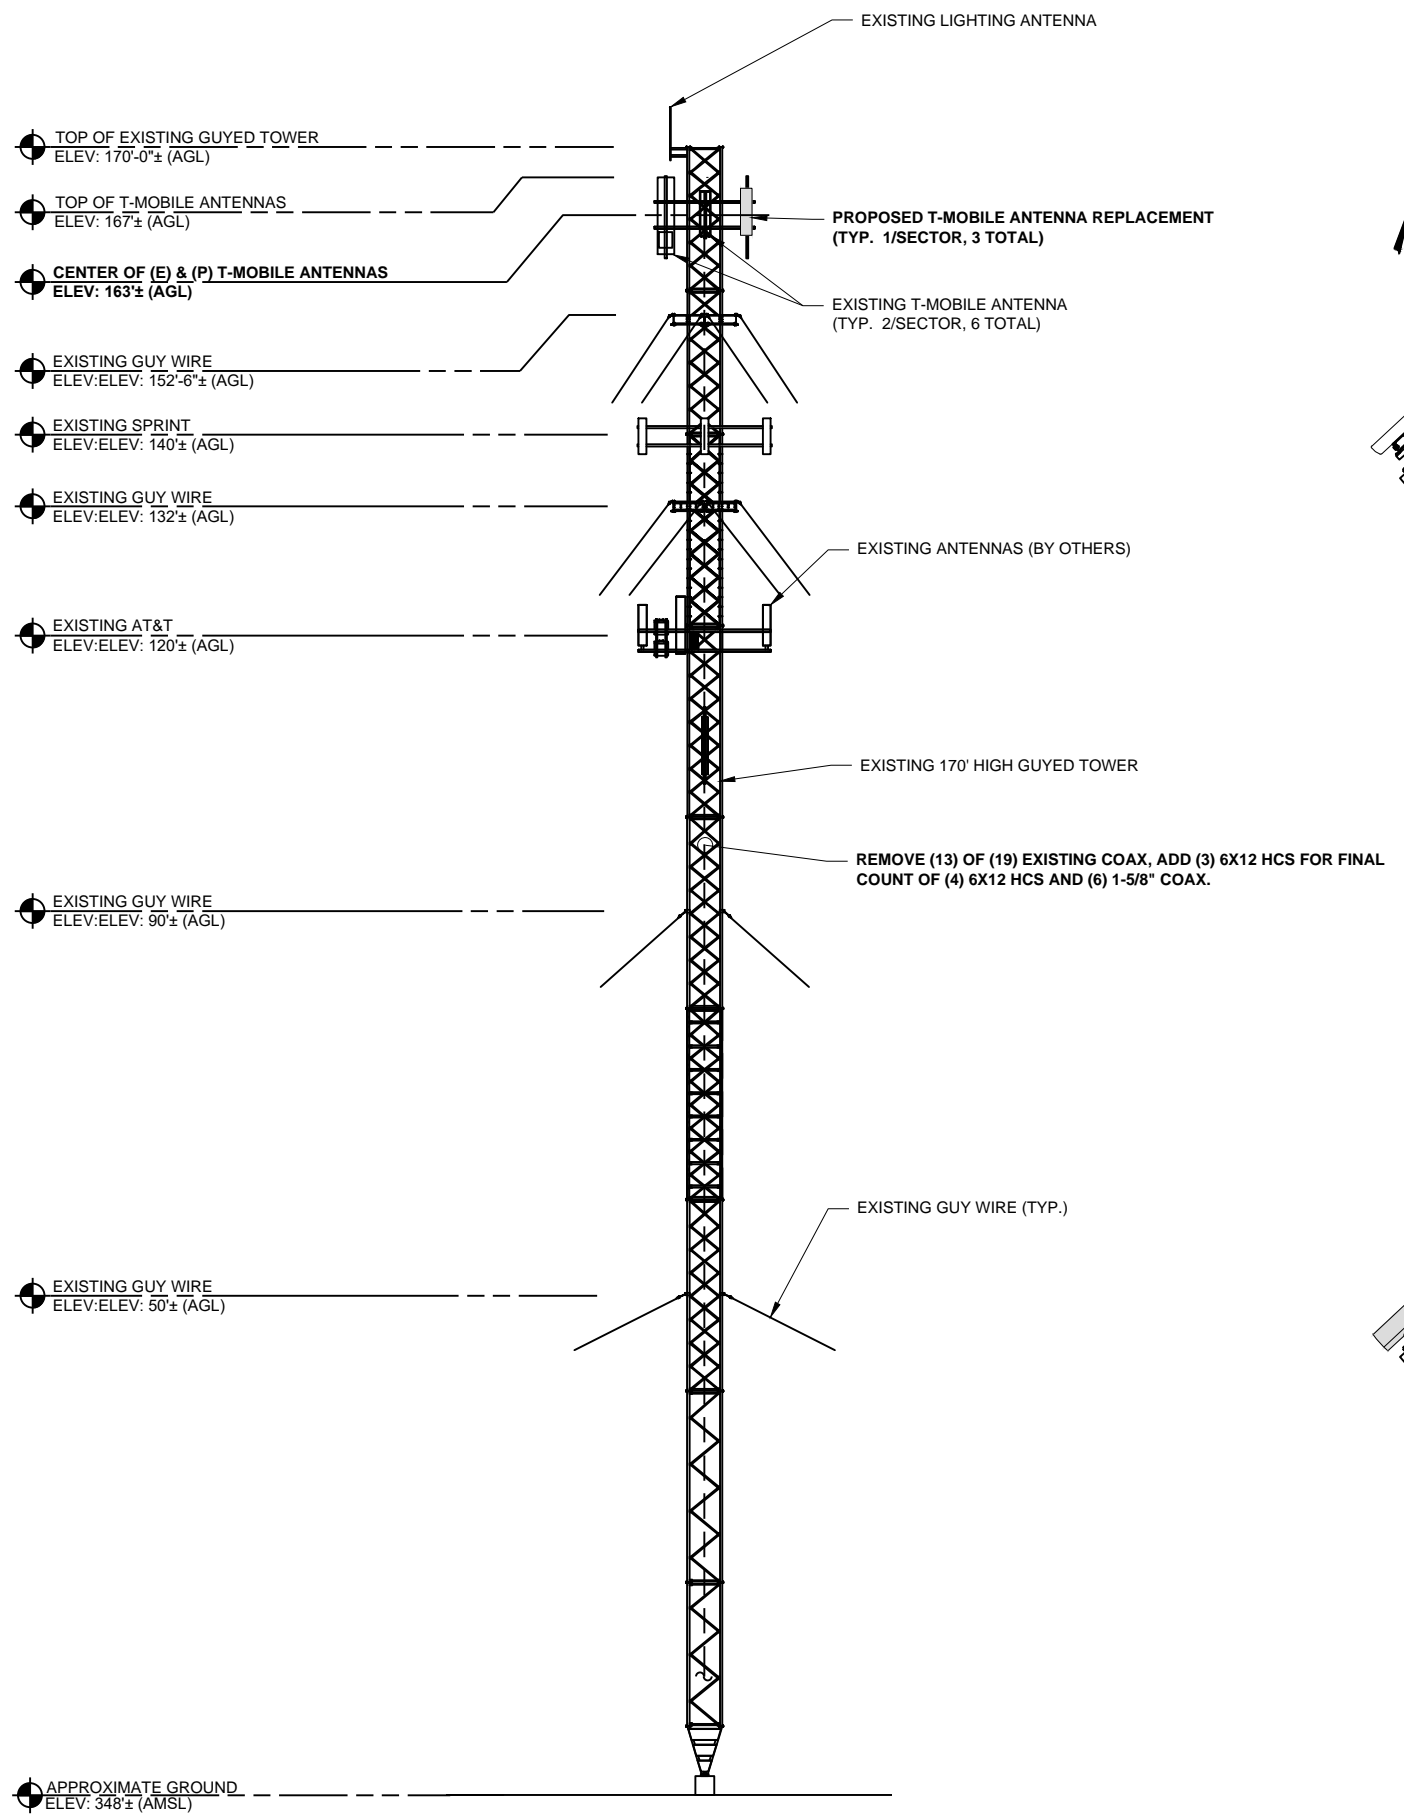 EXISTING LIGHTING ANTENNA
TOP OF EXISTING GUYED TOWER
ELEV: 170'-0"± (AGL)
TOP OF T-MOBILE ANTENNAS
ELEV: 167'± (AGL)
PROPOSED T-MOBILE ANTENNA REPLACEMENT
(TYP. 1/SECTOR, 3 TOTAL)
CENTER OF (E) & (P) T-MOBILE ANTENNAS
ELEV: 163'± (AGL)
EXISTING T-MOBILE ANTENNA
(TYP. 2/SECTOR, 6 TOTAL)
EXISTING GUY WIRE
ELEV:ELEV: 152'-6"± (AGL)
EXISTING SPRINT
ELEV:ELEV: 140'± (AGL)
EXISTING GUY WIRE
ELEV:ELEV: 132'± (AGL)
EXISTING ANTENNAS (BY OTHERS)
EXISTING AT&T
ELEV:ELEV: 120'± (AGL)
EXISTING 170' HIGH GUYED TOWER
REMOVE (13) OF (19) EXISTING COAX, ADD (3) 6X12 HCS FOR FINAL
COUNT OF (4) 6X12 HCS AND (6) 1-5/8" COAX.
EXISTING GUY WIRE
ELEV:ELEV: 90'± (AGL)
EXISTING GUY WIRE (TYP.)
EXISTING GUY WIRE
ELEV:ELEV: 50'± (AGL)
APPROXIMATE GROUND
ELEV: 348'± (AMSL)